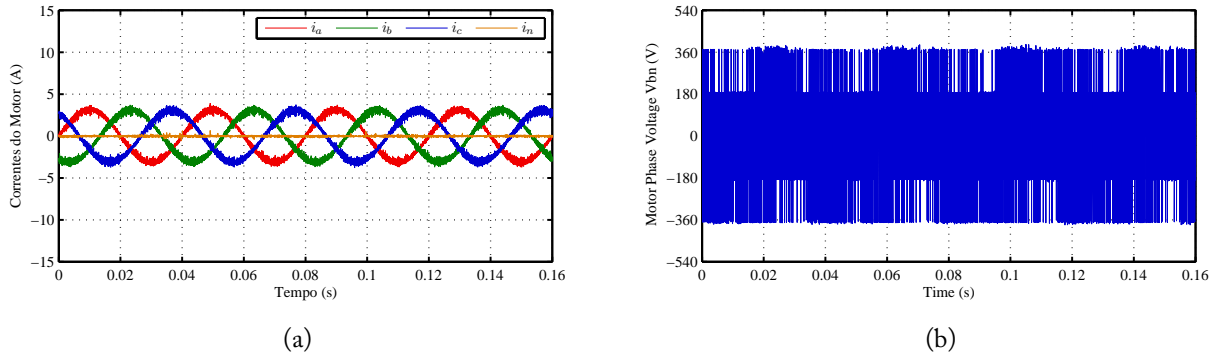 15
10
5
0
−5
−10
−15
Correntes do Motor (A)
i_a i_b i_c i_n
0 0.02 0.04 0.06 0.08 0.1 0.12 0.14 0.16
Tempo (s)
(a)
540
360
180
0
−180
−360
−540
Motor Phase Voltage Vbn (V)
0 0.02 0.04 0.06 0.08 0.1 0.12 0.14 0.16
Time (s)
(b)